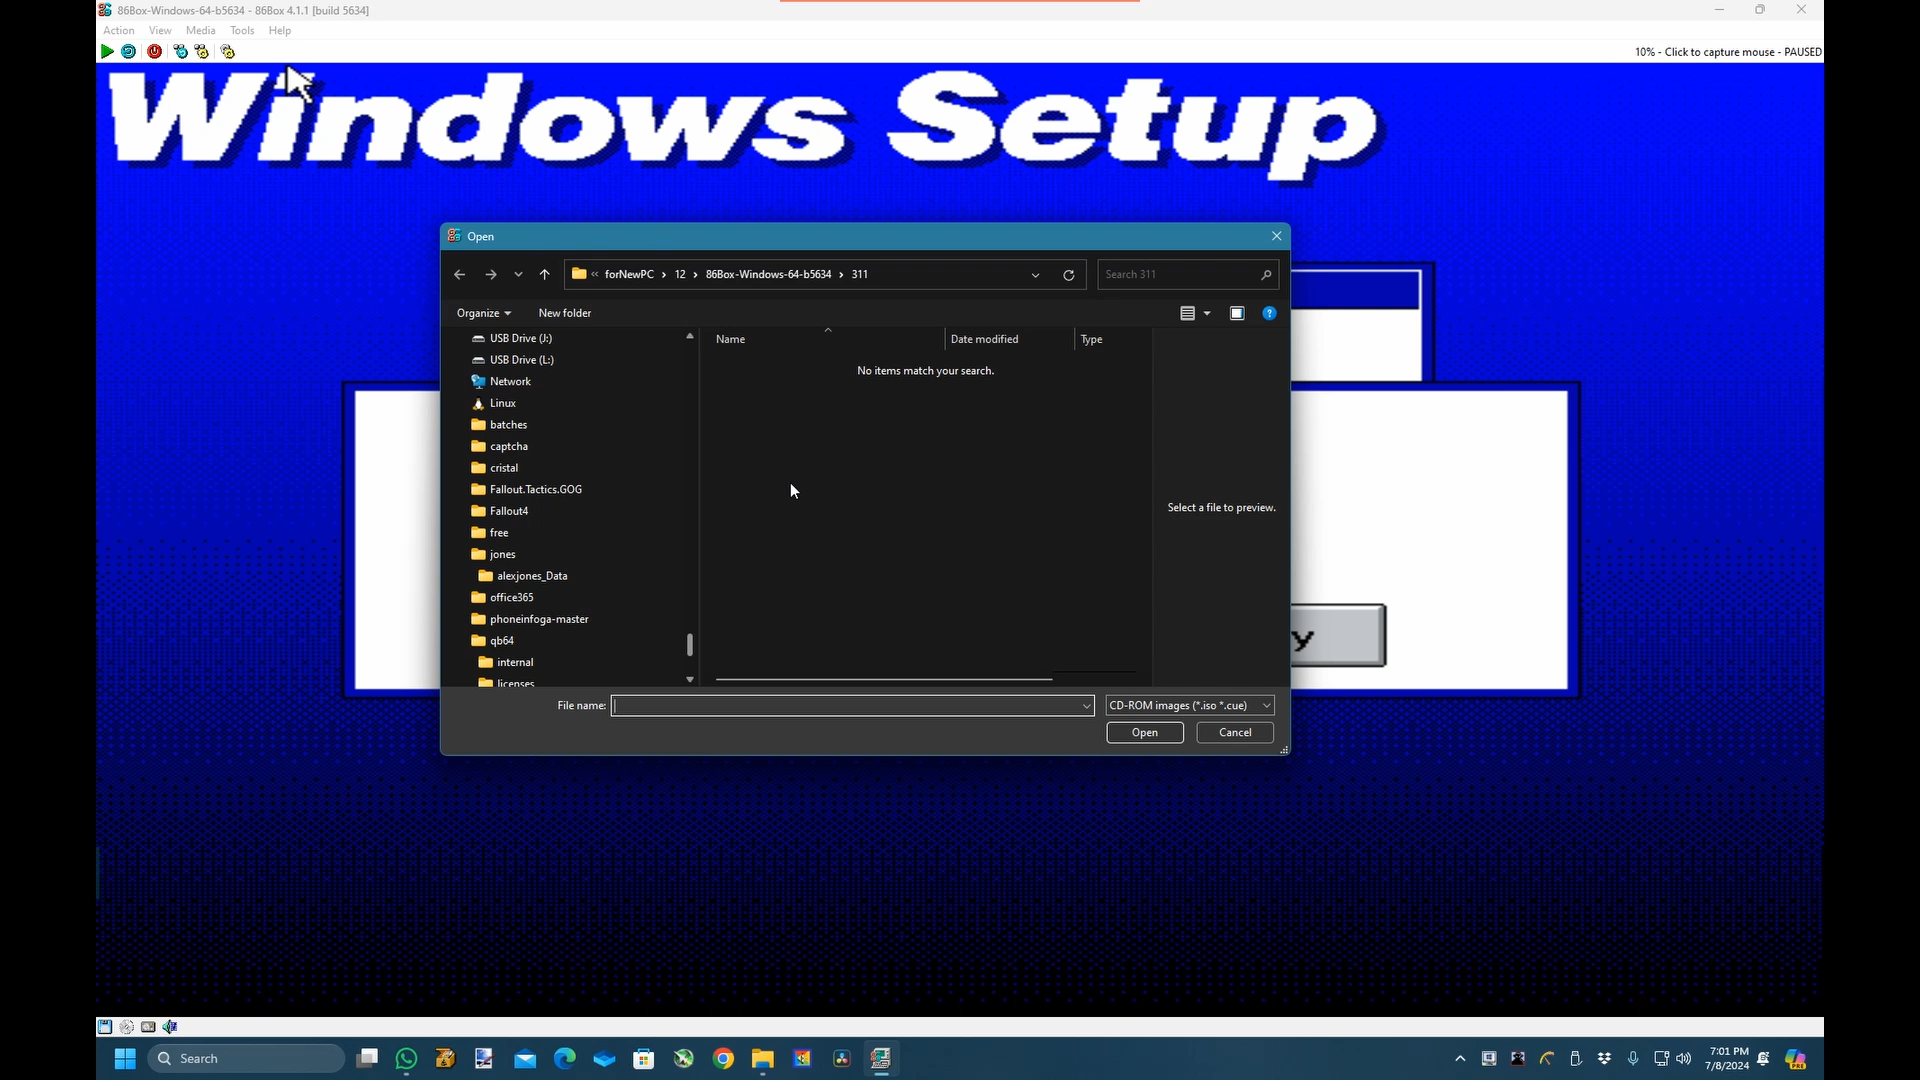 86Box-Windows-64-b5634 - 86Box 4.1.1 [build 5634]
Action View Media Tools Help
10% - Click to capture mouse - PAUSED
Windows Setup
Open
« forNewPC › 12 › 86Box-Windows-64-b5634 › 311
Search 311
Organize New folder
USB Drive (J:)
USB Drive (L:)
Network
Linux
batches
captcha
cristal
Fallout.Tactics.GOG
Fallout4
free
jones
alexjones_Data
office365
phoneinfoga-master
qb64
internal
licenses
Name Date modified Type
No items match your search.
Select a file to preview.
y
File name:
CD-ROM images (*.iso *.cue)
Open Cancel
Search
7:01 PM
7/8/2024
PRE